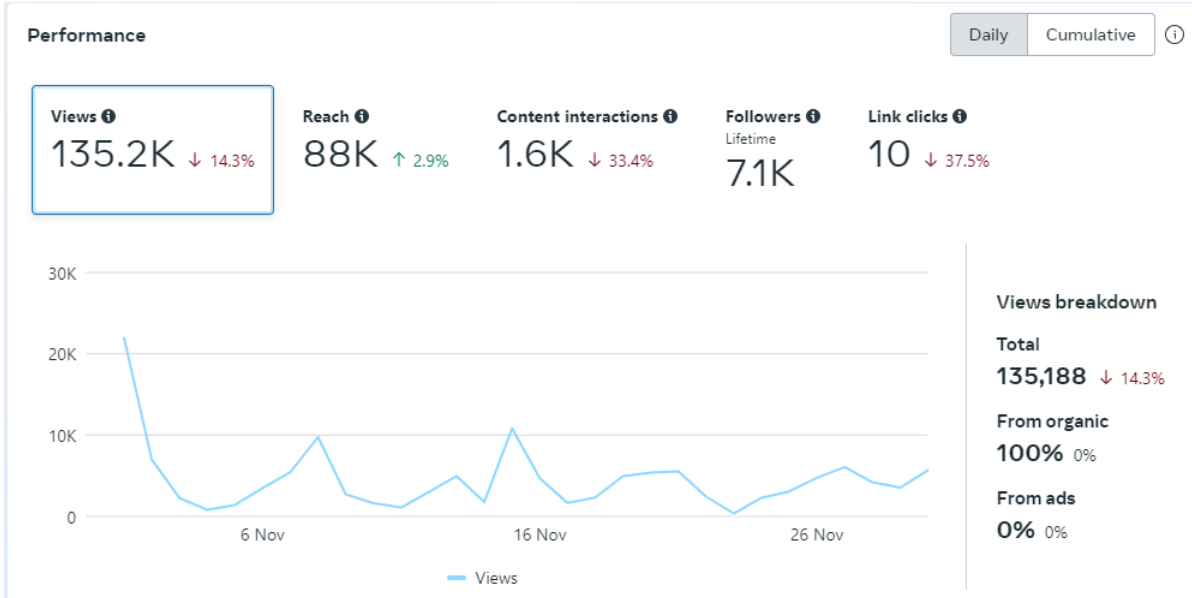 Performance
Daily Cumulative
Views Reach Content interactions Followers Link clicks
Lifetime
135.2K ↓ 14.3% 88K ↑ 2.9% 1.6K ↓ 33.4% 7.1K 10 ↓ 37.5%
30K
20K
10K
0
6 Nov 16 Nov 26 Nov
Views
Views breakdown
Total
135,188 ↓ 14.3%
From organic
100% 0%
From ads
0% 0%